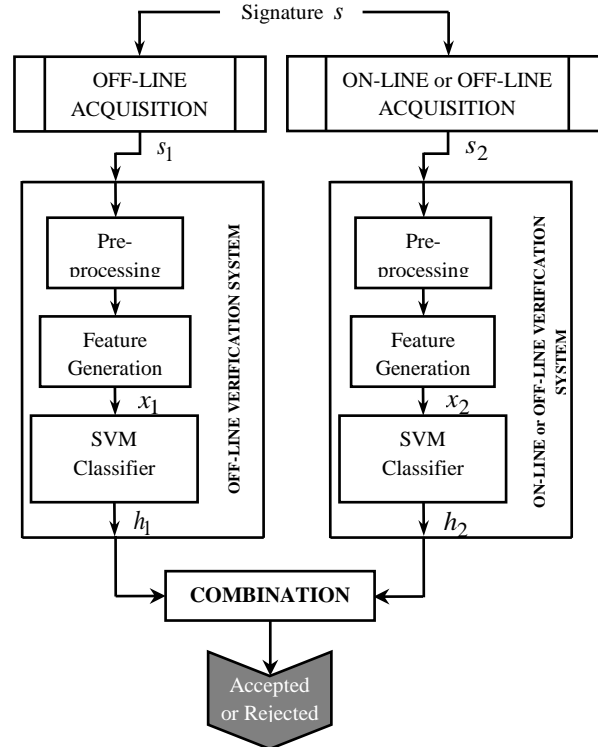 Signature s
OFF-LINE
ACQUISITION
ON-LINE or OFF-LINE
ACQUISITION
s1
s2
Pre-
processing
Feature
Generation
x1
SVM
Classifier
h1
OFF-LINE VERIFICATION SYSTEM
Pre-
processing
Feature
Generation
x2
SVM
Classifier
h2
ON-LINE or OFF-LINE VERIFICATION
SYSTEM
COMBINATION
Accepted
or Rejected